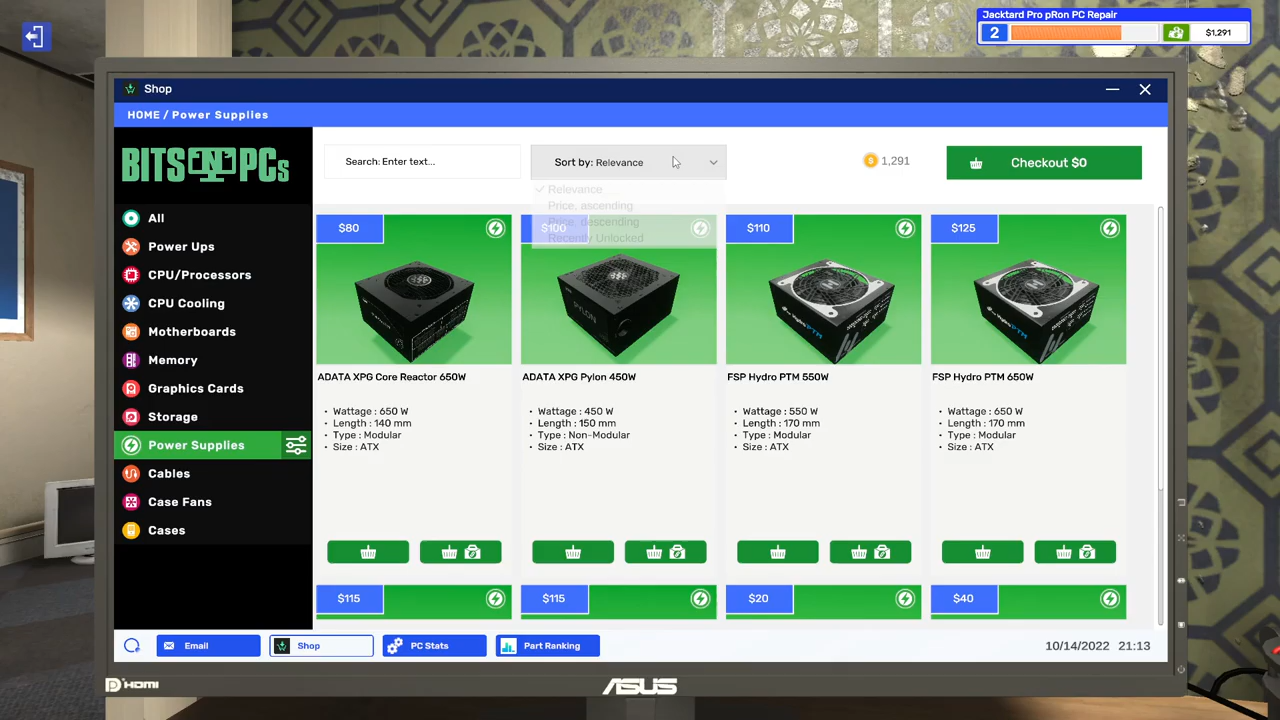 Jacktard Pro pRon PC Repair
2
$1,291
Shop
HOME / Power Supplies
BITS N PCs
Search: Enter text...
Sort by: Relevance
1,291
Checkout $0
Relevance
Price, ascending
Price, descending
Recently Unlocked
All
Power Ups
CPU/Processors
CPU Cooling
Motherboards
Memory
Graphics Cards
Storage
Power Supplies
Cables
Case Fans
Cases
$80
ADATA XPG Core Reactor 650W
• Wattage : 650 W
• Length : 140 mm
• Type : Modular
• Size : ATX
$100
PYLON
ADATA XPG Pylon 450W
• Wattage : 450 W
• Length : 150 mm
• Type : Non-Modular
• Size : ATX
$110
Hydro PTM
FSP Hydro PTM 550W
• Wattage : 550 W
• Length : 170 mm
• Type : Modular
• Size : ATX
$125
Hydro PTM
FSP Hydro PTM 650W
• Wattage : 650 W
• Length : 170 mm
• Type : Modular
• Size : ATX
$115
$115
$20
$40
Email
Shop
PC Stats
Part Ranking
10/14/2022 21:13
HDMI
ASUS